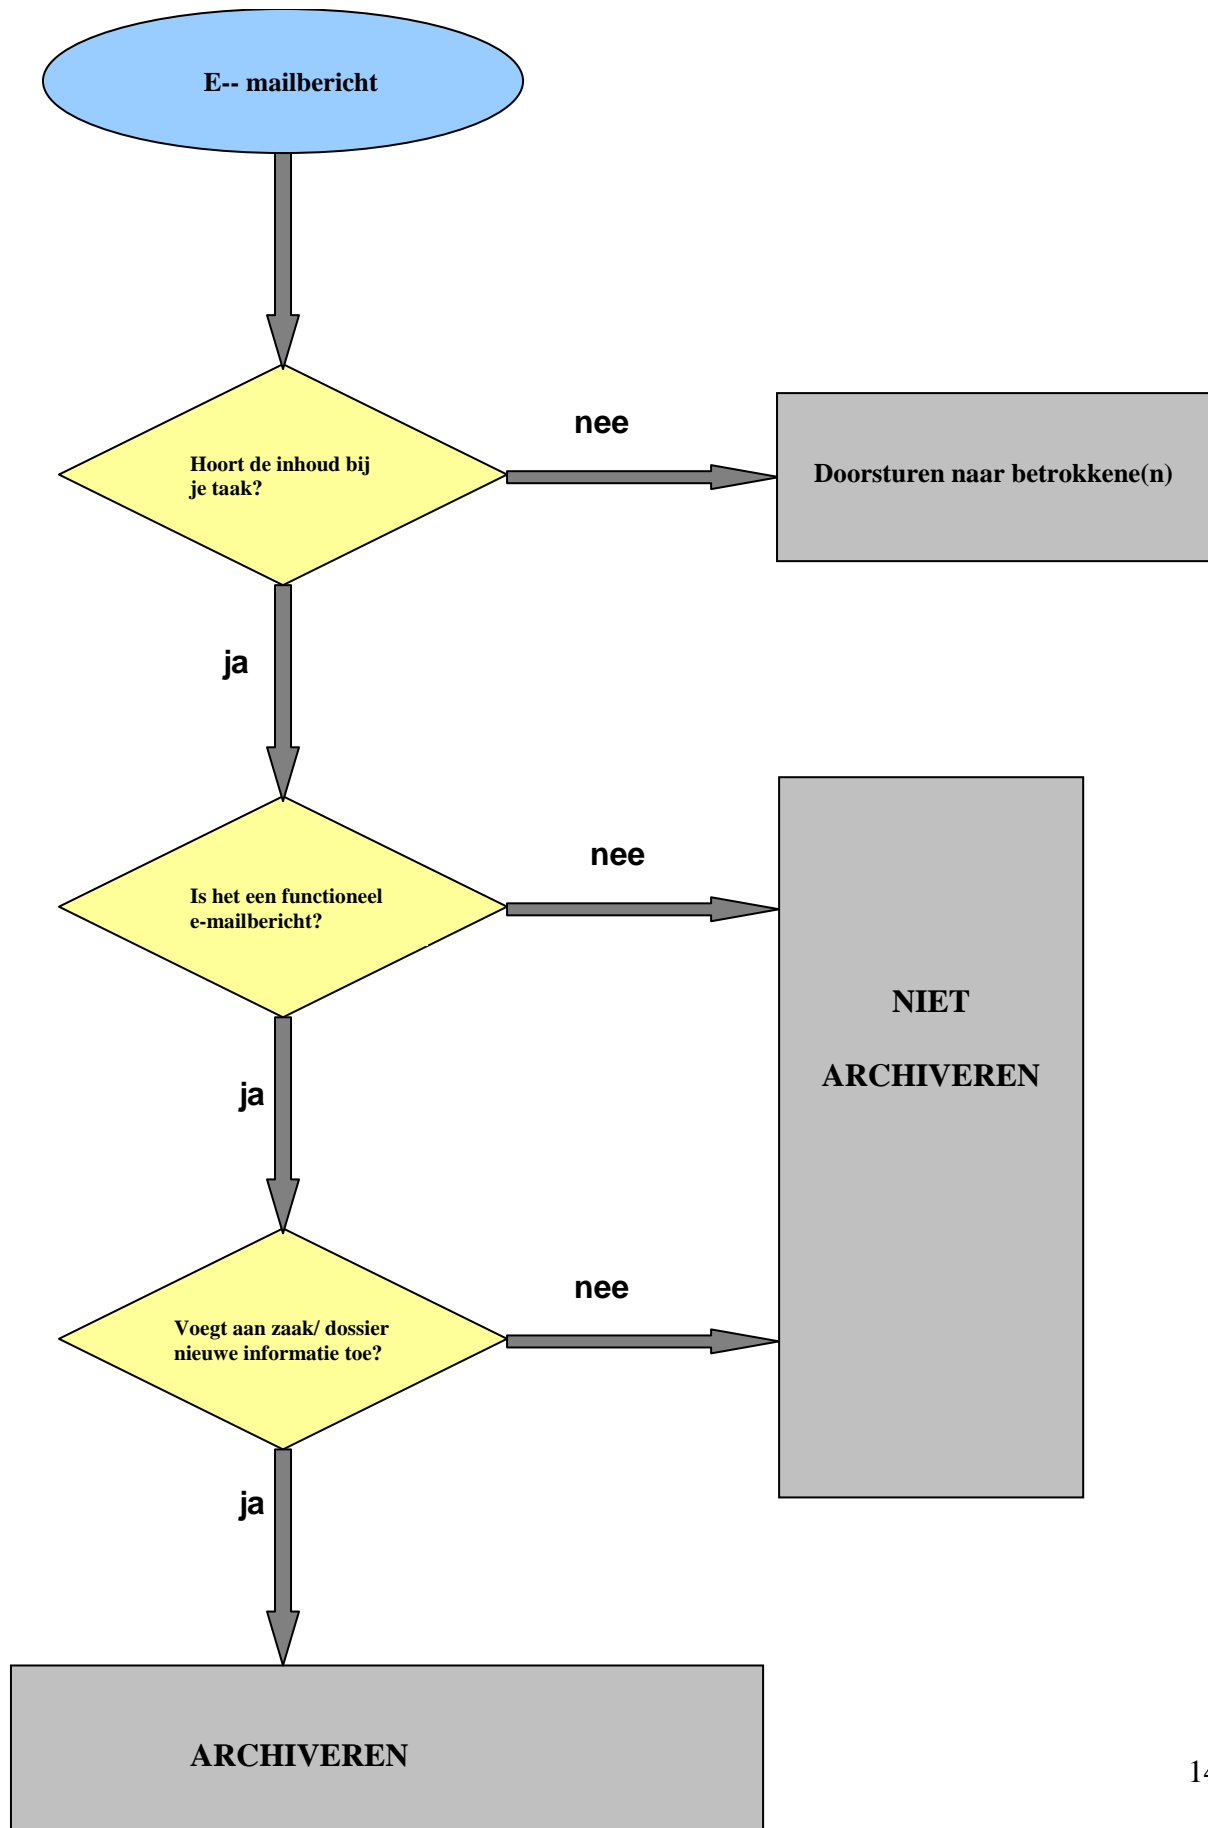 E-- mailbericht
nee
Hoort de inhoud bij
je taak?
Doorsturen naar betrokkene(n)
ja
nee
Is het een functioneel
e-mailbericht?
NIET
ARCHIVEREN
ja
nee
Voegt aan zaak/ dossier
nieuwe informatie toe?
ja
ARCHIVEREN
14